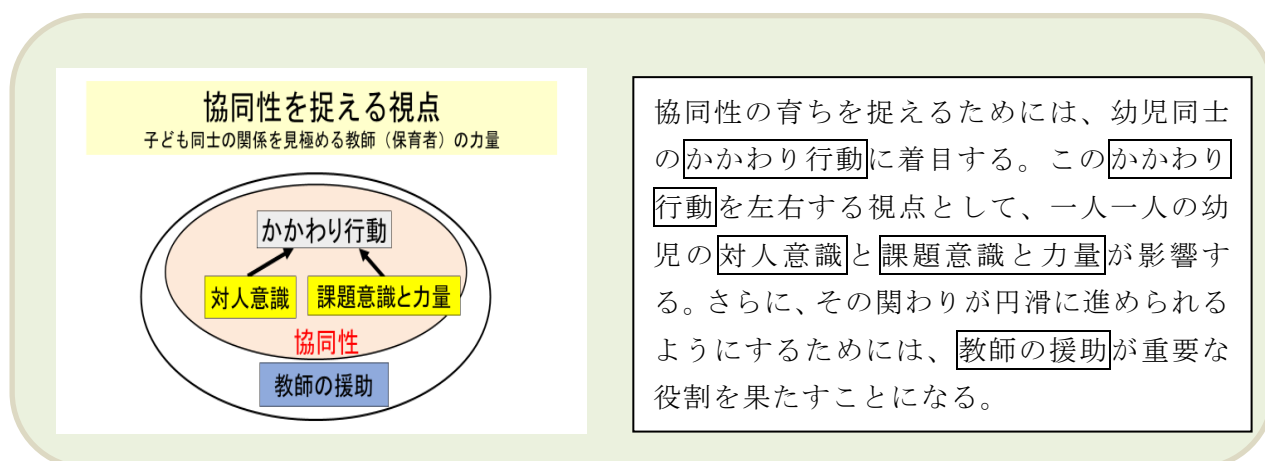 協同性を捉える視点
子ども同士の関係を見極める教師（保育者）の力量
かかわり行動
対人意識
課題意識と力量
協同性
教師の援助
協同性の育ちを捉えるためには、幼児同士
のかかわり行動に着目する。このかかわり
行動を左右する視点として、一人一人の幼
児の対人意識と課題意識と力量が影響す
る。さらに、その関わりが円滑に進められる
ようにするためには、教師の援助が重要な
役割を果たすことになる。